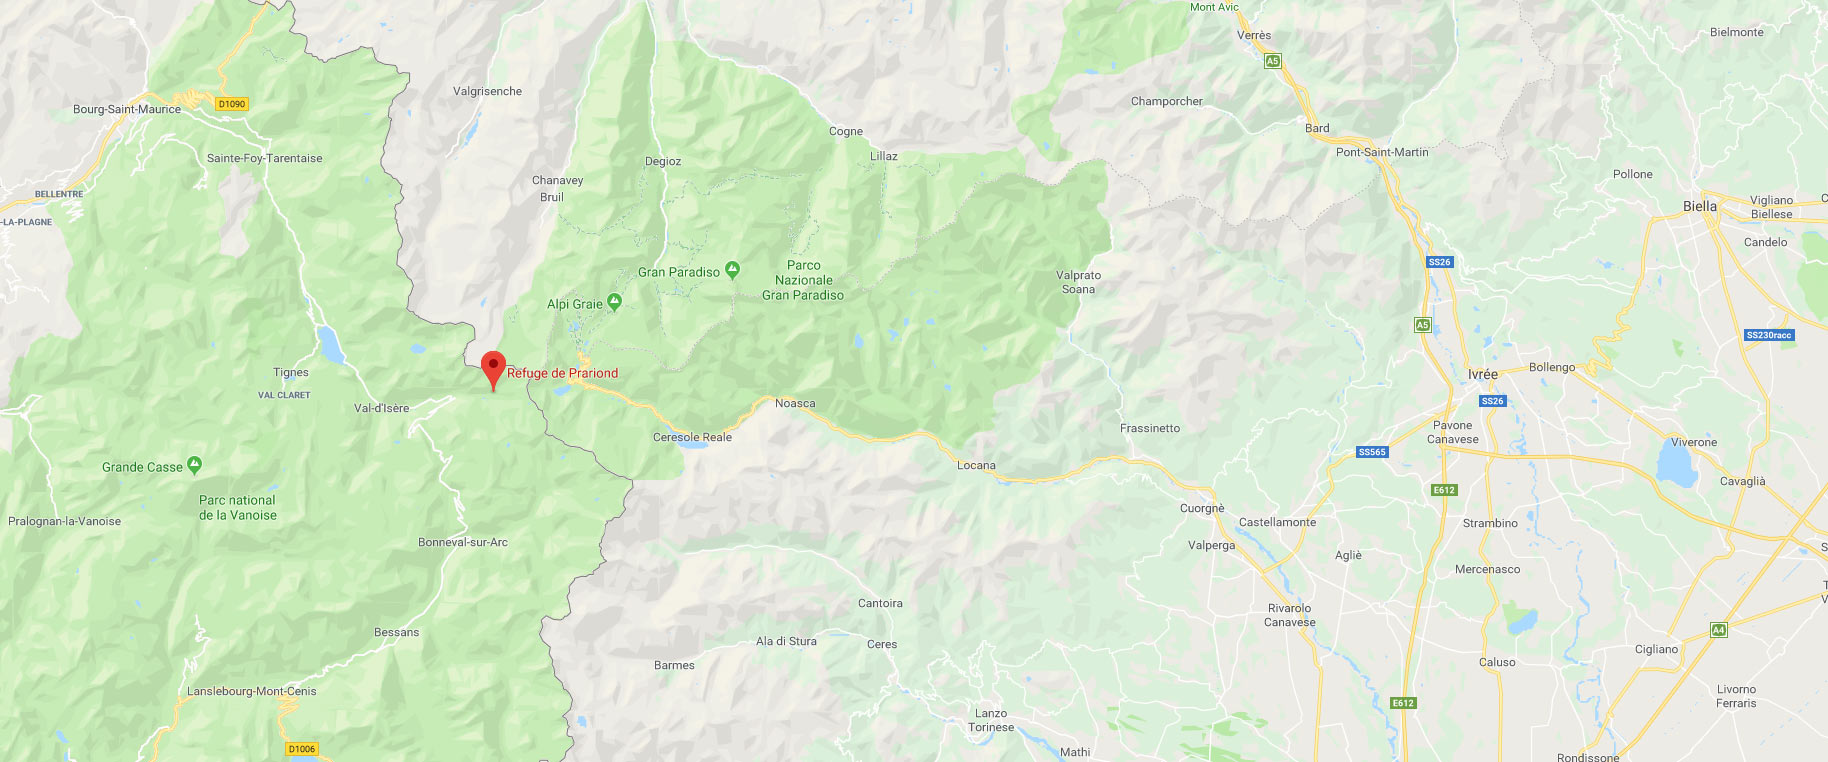 Mont Avic
Verrès
Bielmonte
A5
Valgrisenche
D1090
Bourg-Saint-Maurice
Champorcher
Cogne
Bard
Sainte-Foy-Tarentaise
Lillaz
Pont-Saint-Martin
Degioz
Chanavey
Pollone
BELLENTRE
Bruil
Biella
Vigliano
Biellese
-LA-PLAGNE
Candelo
SS26
Gran Paradiso
Parco
Nazionale
Gran Paradiso
Valprato
Soana
Alpi Graie
A5
SS230racc
Refuge de Prariond
Tignes
Ivrée
Bollengo
VAL CLARET
SS26
Val-d'Isère
Noasca
Frassinetto
Pavone
Canavese
Ceresole Reale
Viverone
SS565
Grande Casse
Locana
Cavaglià
E612
Parc national
de la Vanoise
Cuorgnè
Pralognan-la-Vanoise
Castellamonte
Strambino
Bonneval-sur-Arc
Valperga
Agliè
Mercenasco
Cantoira
Rivarolo
Canavese
Bessans
A4
Ala di Stura
Ceres
Cigliano
Barmes
Caluso
Lanslebourg-Mont-Cenis
Livorno
Ferraris
E612
Lanzo
Torinese
D1006
Mathi
Rondissone